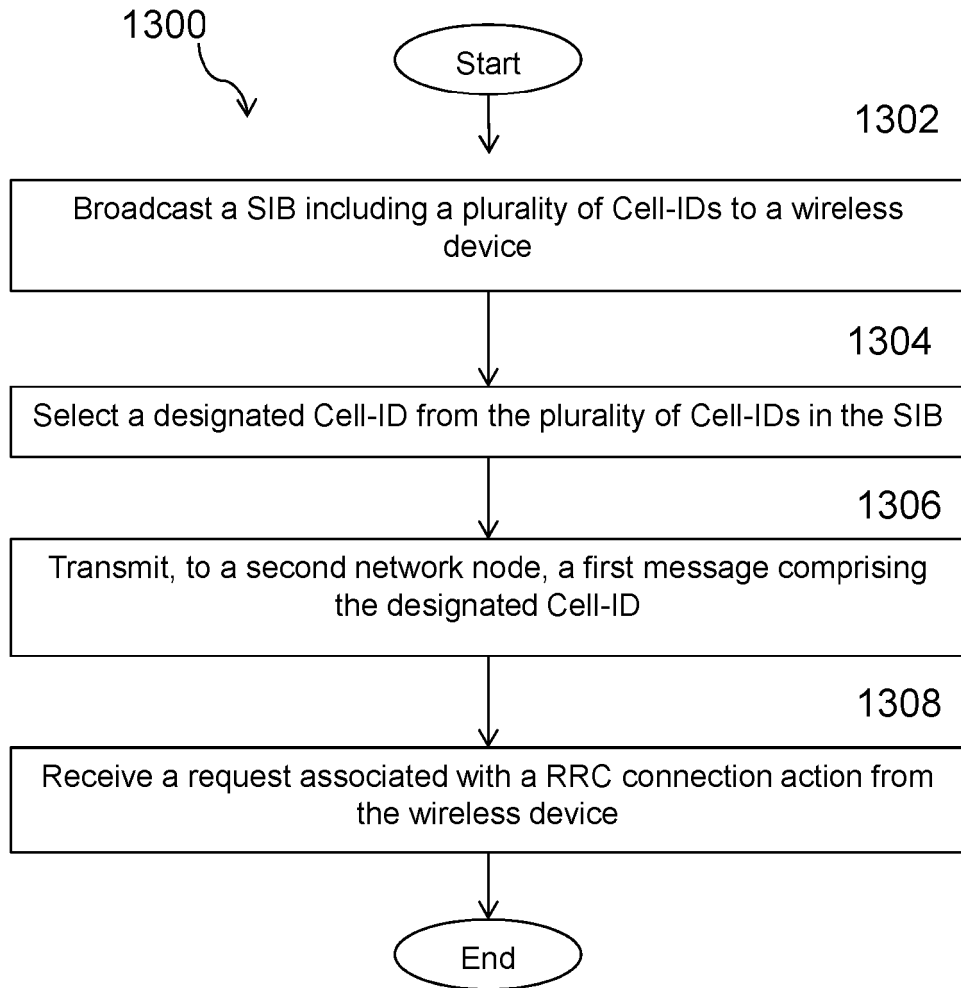 1300
Start
1302
Broadcast a SIB including a plurality of Cell-IDs to a wireless
device
1304
Select a designated Cell-ID from the plurality of Cell-IDs in the SIB
1306
Transmit, to a second network node, a first message comprising
the designated Cell-ID
1308
Receive a request associated with a RRC connection action from
the wireless device
End